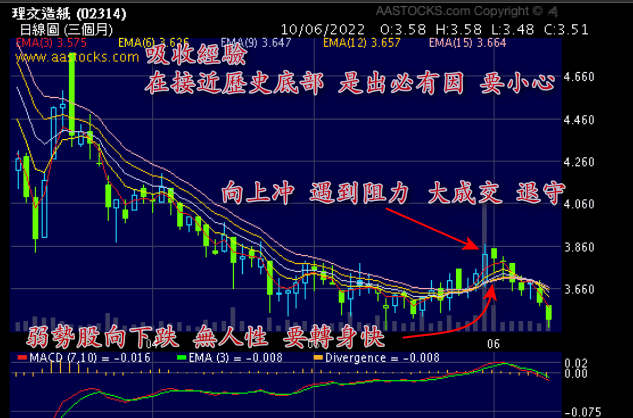 理文造紙 (02314)
AASTOCKS.com Copyright ©
日線圖 (三個月)
10/06/2022 O:3.58 H:3.58 L:3.48 C:3.51
EMA(3) 3.575 EMA(6) 3.626 EMA(9) 3.647 EMA(12) 3.657 EMA(15) 3.664
www.aastocks.com
吸收經驗
在接近歷史底部 是出必有因 要小心
4.660
4.460
4.260
向上冲 遇到阻力 大成交 退守
4.060
3.860
3.660
弱勢股向下跌 無人性 要轉身快
04
06
MACD (7,10) = -0.016 EMA (3) = -0.008 Divergence = -0.008
0.02
0.00
-0.075